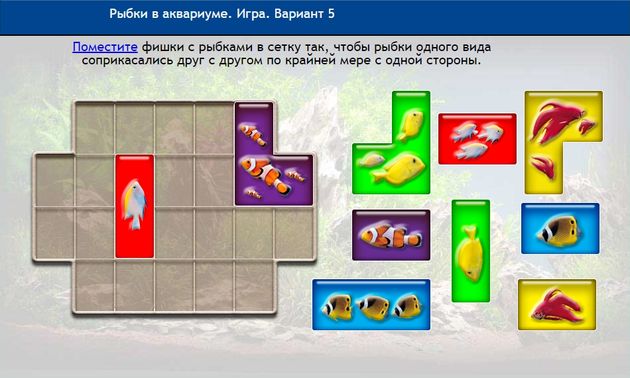 Рыбки в аквариуме. Игра. Вариант 5
Поместите фишки с рыбками в сетку так, чтобы рыбки одного вида
соприкасались друг с другом по крайней мере с одной стороны.